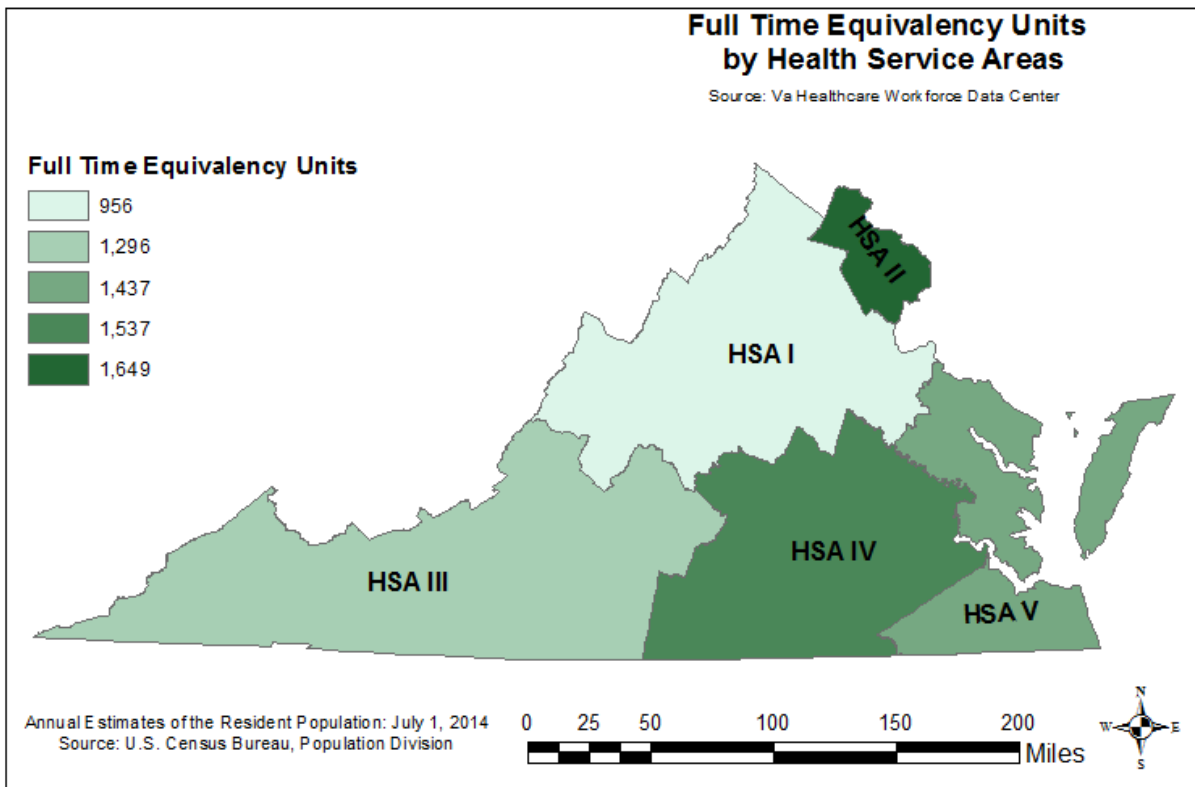 Full Time Equivalency Units
by Health Service Areas
Source: Va Healthcare Workforce Data Center
Full Time Equivalency Units
956
1,296
1,437
1,537
1,649
HSA II
HSA I
HSA IV
HSA III
HSA V
Annual Estimates of the Resident Population: July 1, 2014
Source: U.S. Census Bureau, Population Division
0 25 50 100 150 200
Miles
N
W E
S